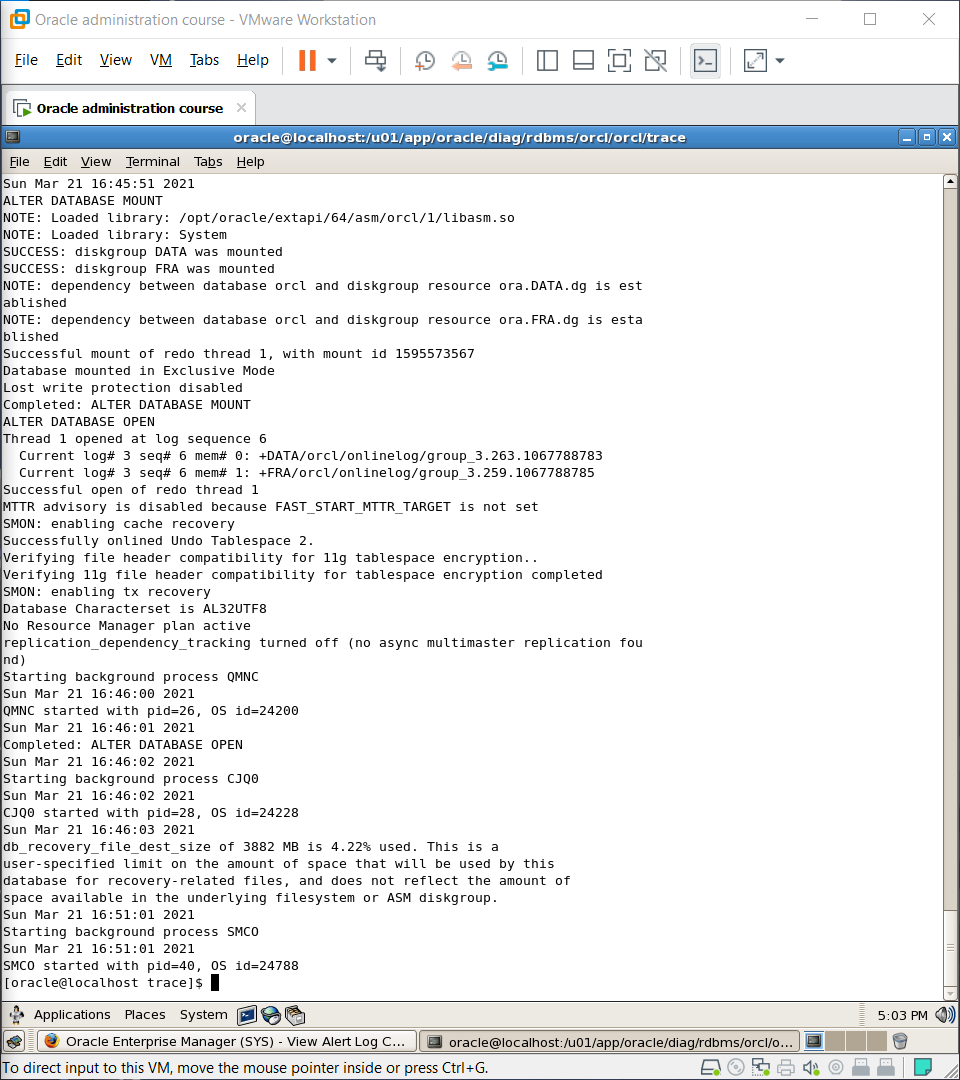 Oracle administration course - VMware Workstation
File Edit View VM Tabs Help
Oracle administration course
oracle@localhost:/u01/app/oracle/diag/rdbms/orcl/orcl/trace
File Edit View Terminal Tabs Help
Sun Mar 21 16:45:51 2021
ALTER DATABASE MOUNT
NOTE: Loaded library: /opt/oracle/extapi/64/asm/orcl/1/libasm.so
NOTE: Loaded library: System
SUCCESS: diskgroup DATA was mounted
SUCCESS: diskgroup FRA was mounted
NOTE: dependency between database orcl and diskgroup resource ora.DATA.dg is est
ablished
NOTE: dependency between database orcl and diskgroup resource ora.FRA.dg is esta
blished
Successful mount of redo thread 1, with mount id 1595573567
Database mounted in Exclusive Mode
Lost write protection disabled
Completed: ALTER DATABASE MOUNT
ALTER DATABASE OPEN
Thread 1 opened at log sequence 6
  Current log# 3 seq# 6 mem# 0: +DATA/orcl/onlinelog/group_3.263.1067788783
  Current log# 3 seq# 6 mem# 1: +FRA/orcl/onlinelog/group_3.259.1067788785
Successful open of redo thread 1
MTTR advisory is disabled because FAST_START_MTTR_TARGET is not set
SMON: enabling cache recovery
Successfully onlined Undo Tablespace 2.
Verifying file header compatibility for 11g tablespace encryption..
Verifying 11g file header compatibility for tablespace encryption completed
SMON: enabling tx recovery
Database Characterset is AL32UTF8
No Resource Manager plan active
replication_dependency_tracking turned off (no async multimaster replication fou
nd)
Starting background process QMNC
Sun Mar 21 16:46:00 2021
QMNC started with pid=26, OS id=24200
Sun Mar 21 16:46:01 2021
Completed: ALTER DATABASE OPEN
Sun Mar 21 16:46:02 2021
Starting background process CJQ0
Sun Mar 21 16:46:02 2021
CJQ0 started with pid=28, OS id=24228
Sun Mar 21 16:46:03 2021
db_recovery_file_dest_size of 3882 MB is 4.22% used. This is a
user-specified limit on the amount of space that will be used by this
database for recovery-related files, and does not reflect the amount of
space available in the underlying filesystem or ASM diskgroup.
Sun Mar 21 16:51:01 2021
Starting background process SMCO
Sun Mar 21 16:51:01 2021
SMCO started with pid=40, OS id=24788
[oracle@localhost trace]$
Applications Places System 5:03 PM
Oracle Enterprise Manager (SYS) - View Alert Log C... oracle@localhost:/u01/app/oracle/diag/rdbms/orcl/o...
To direct input to this VM, move the mouse pointer inside or press Ctrl+G.